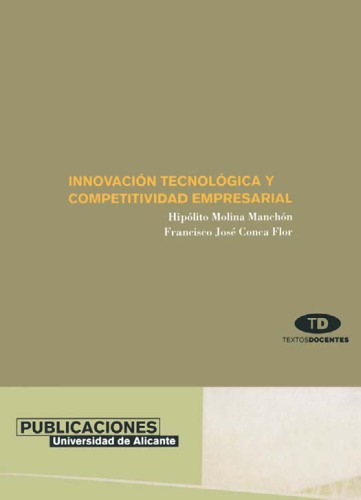 INNOVACIÓN TECNOLÓGICA Y
COMPETITIVIDAD EMPRESARIAL
Hipólito Molina Manchón
Francisco José Conca Flor
TD
TEXTOSDOCENTES
PUBLICACIONES
Universidad de Alicante